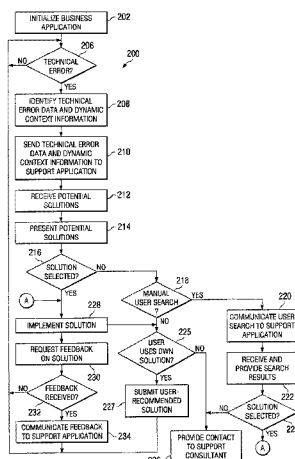 INITIALIZE BUSINESS
APPLICATION
202
206
TECHNICAL
ERROR?
NO
YES
200
IDENTIFY TECHNICAL
ERROR DATA AND DYNAMIC
CONTEXT INFORMATION
208
SEND TECHNICAL ERROR
DATA AND DYNAMIC
CONTEXT INFORMATION TO
SUPPORT APPLICATION
210
RECEIVE POTENTIAL
SOLUTIONS
212
PRESENT POTENTIAL
SOLUTIONS
214
216
SOLUTION
SELECTED?
NO
YES
A
218
MANUAL
USER SEARCH
?
YES
NO
220
COMMUNICATE USER
SEARCH TO SUPPORT
APPLICATION
228
IMPLEMENT SOLUTION
225
USER
USES OWN
SOLUTION?
NO
YES
RECEIVE AND
PROVIDE SEARCH
RESULTS
222
REQUEST FEEDBACK
ON SOLUTION
230
FEEDBACK
RECEIVED?
NO
232
YES
227
SUBMIT USER-
RECOMMENDED
SOLUTION
SOLUTION
SELECTED?
NO
COMMUNICATE FEEDBACK
TO SUPPORT APPLICATION
234
PROVIDE CONTACT TO
SUPPORT
CONSULTANT
A